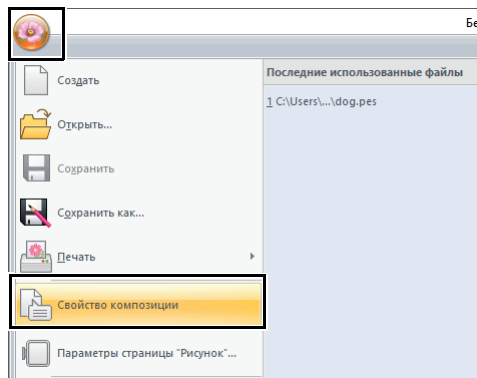 Бе
Создать
Последние использованные файлы
1 C:\Users\...\dog.pes
Открыть...
Сохранить
Сохранить как...
Печать
Свойство композиции
Параметры страницы "Рисунок"...